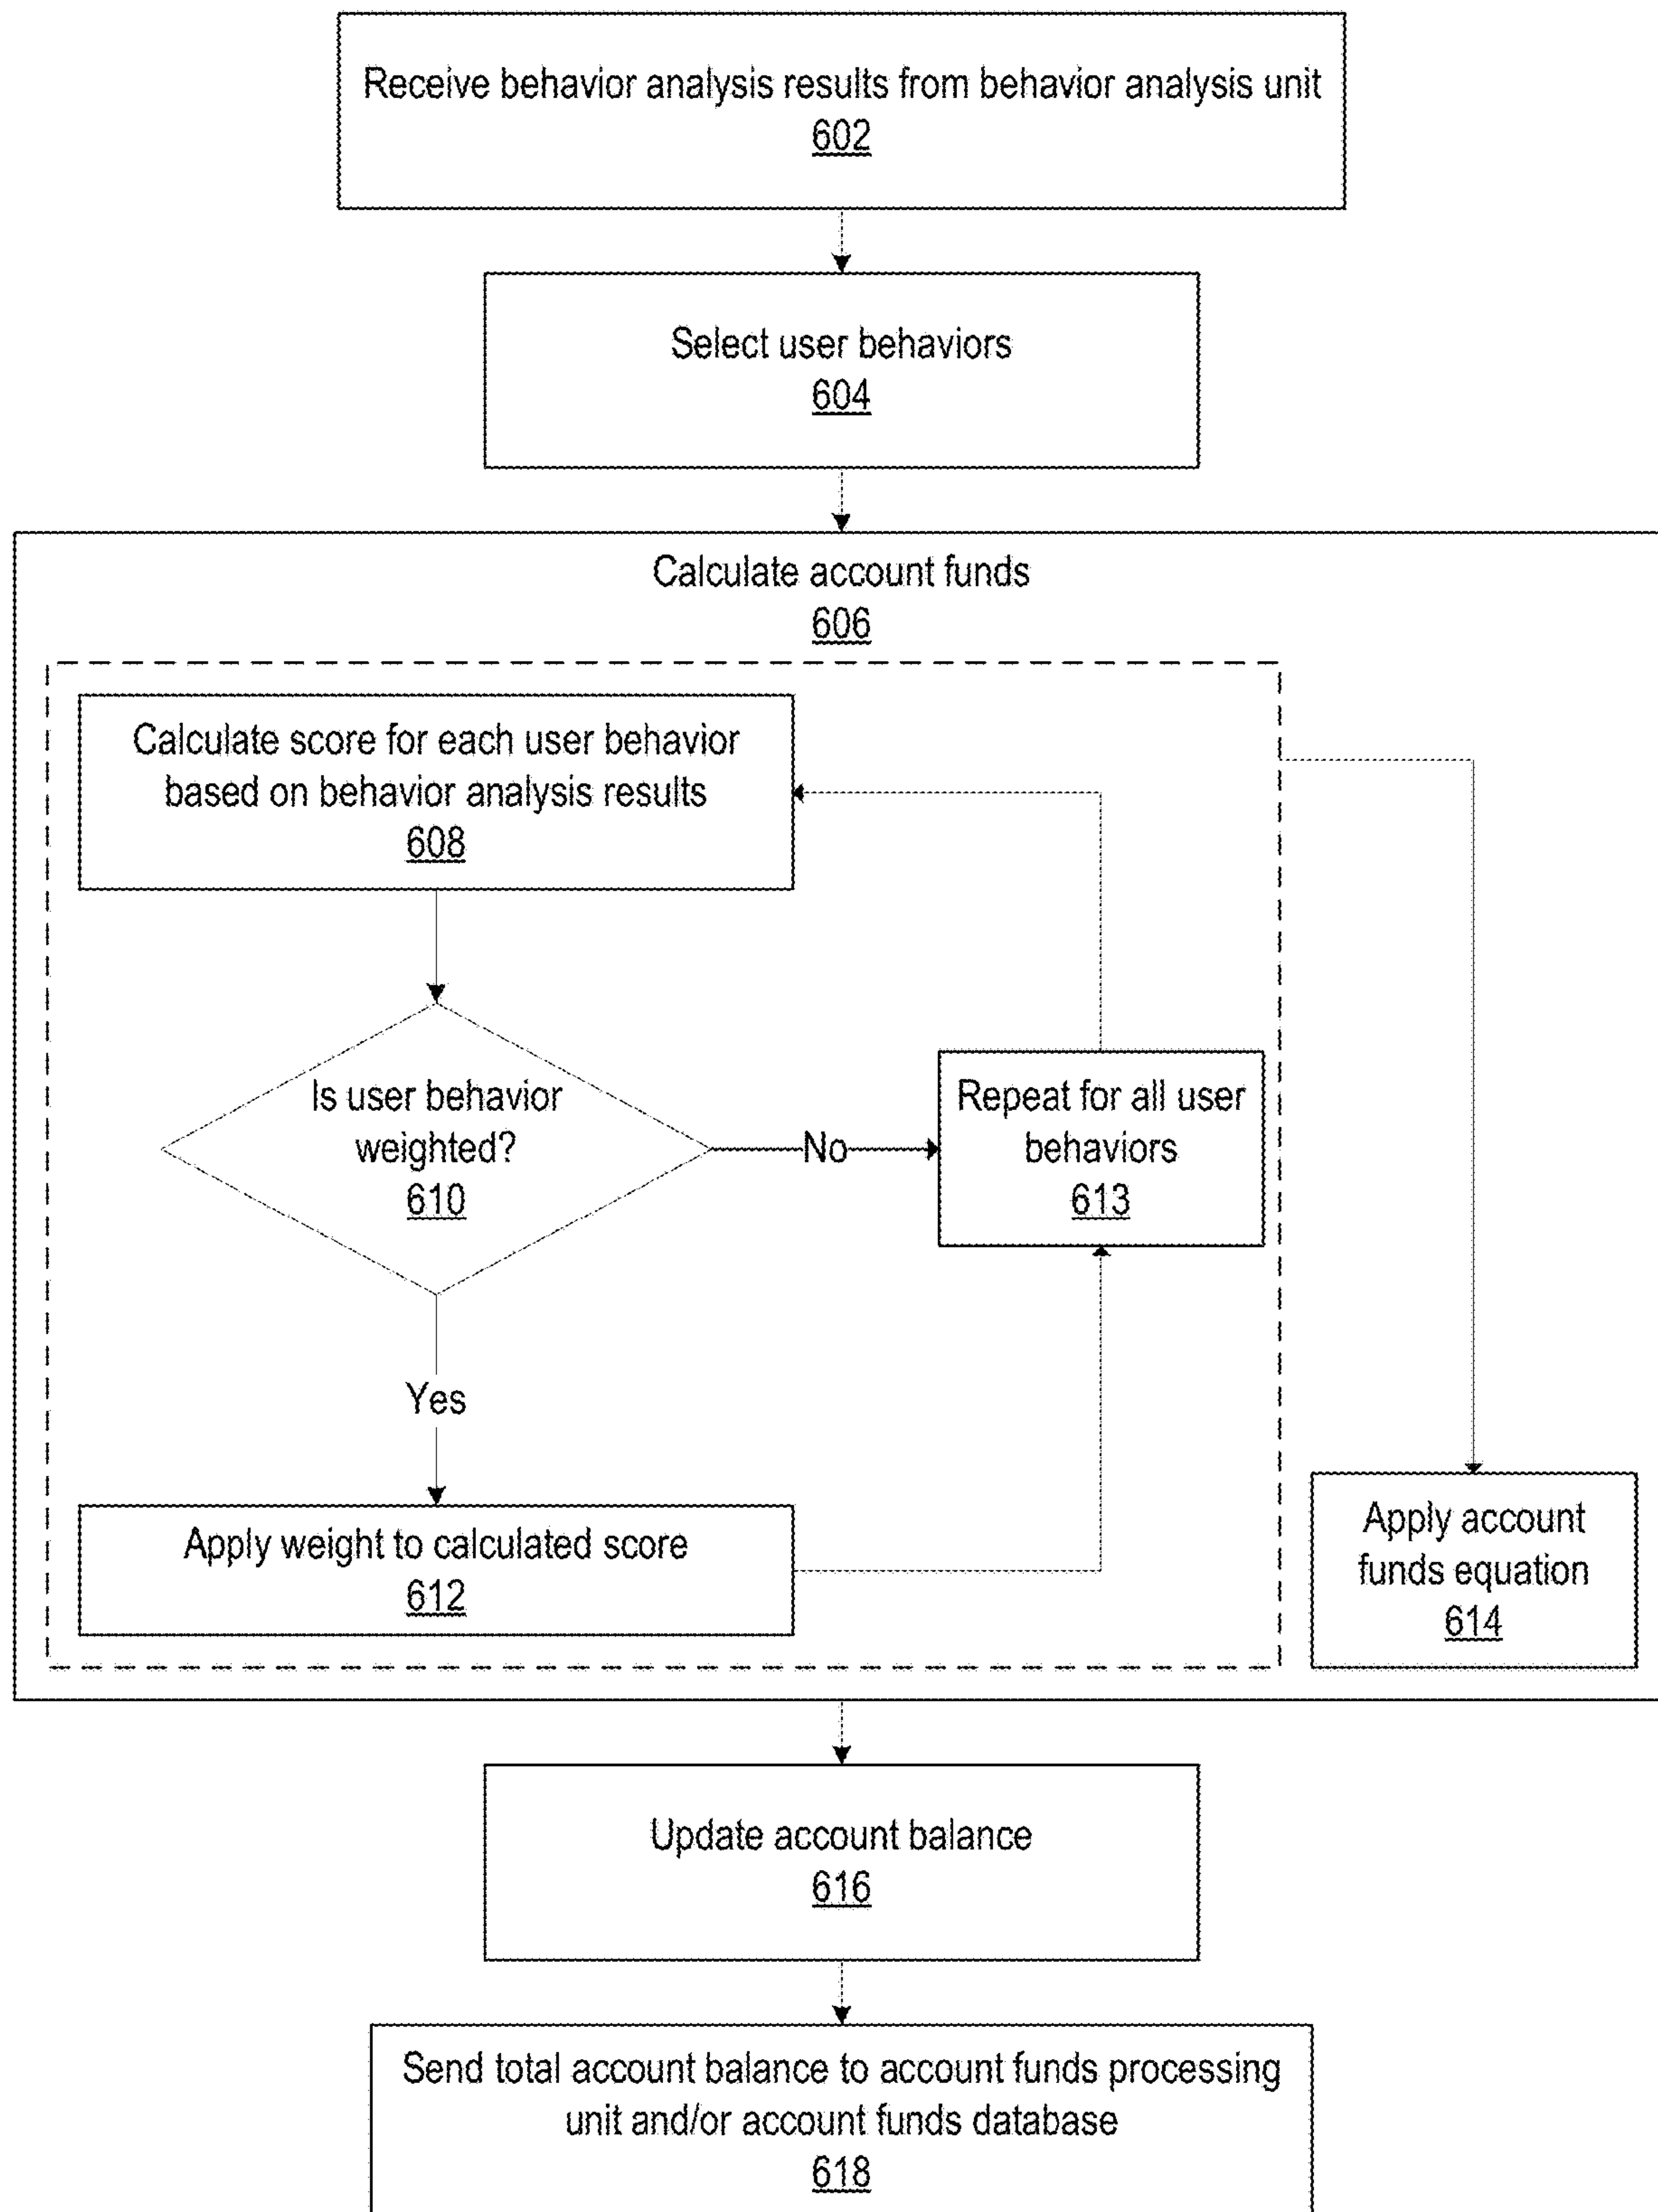 Receive behavior analysis results from behavior analysis unit
602
Select user behaviors
604
Calculate account funds
606
Calculate score for each user behavior
based on behavior analysis results
608
Is user behavior
weighted?
610
No
Repeat for all user
behaviors
613
Yes
Apply weight to calculated score
612
Apply account
funds equation
614
Update account balance
616
Send total account balance to account funds processing
unit and/or account funds database
618